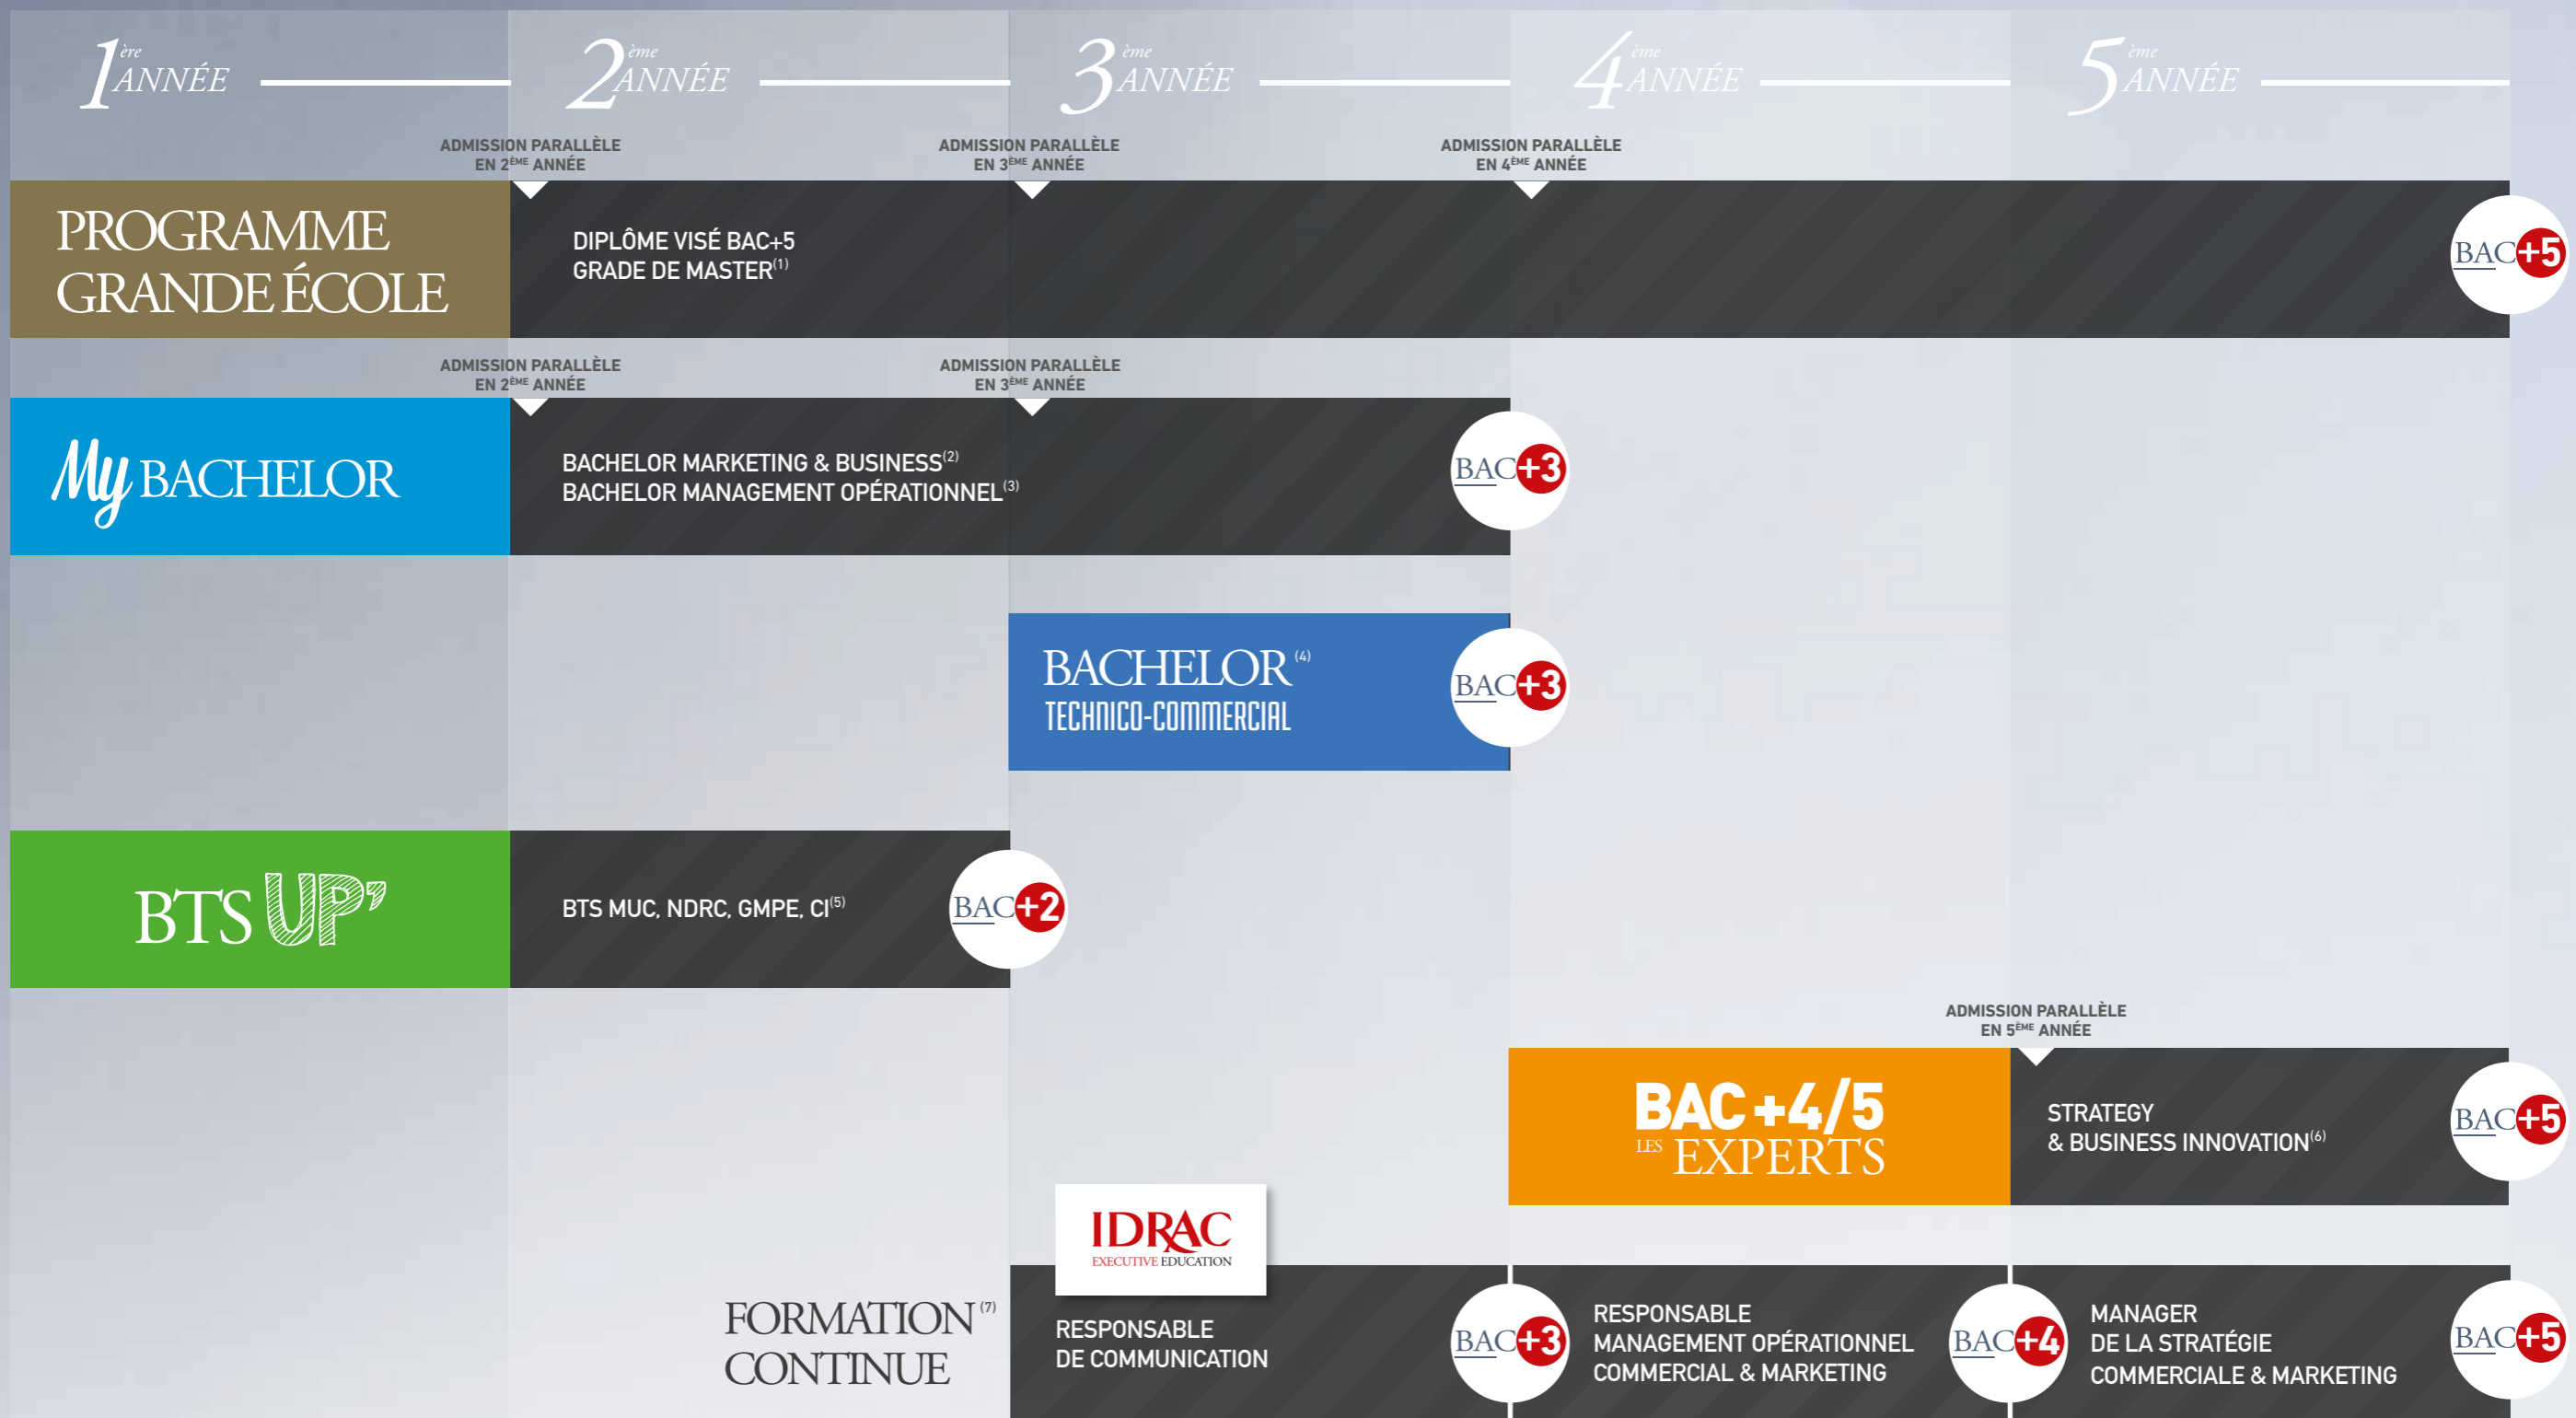 1ère ANNÉE
2ème ANNÉE
3ème ANNÉE
4ème ANNÉE
5ème ANNÉE
ADMISSION PARALLÈLE
EN 2ÈME ANNÉE
ADMISSION PARALLÈLE
EN 3ÈME ANNÉE
ADMISSION PARALLÈLE
EN 4ÈME ANNÉE
PROGRAMME
GRANDE ÉCOLE
DIPLÔME VISÉ BAC+5
GRADE DE MASTER(1)
BAC+5
ADMISSION PARALLÈLE
EN 2ÈME ANNÉE
ADMISSION PARALLÈLE
EN 3ÈME ANNÉE
My BACHELOR
BACHELOR MARKETING & BUSINESS(2)
BACHELOR MANAGEMENT OPÉRATIONNEL(3)
BAC+3
BACHELOR(4)
TECHNICO-COMMERCIAL
BAC+3
BTS UP'
BTS MUC, NDRC, GMPE, CI(5)
BAC+2
ADMISSION PARALLÈLE
EN 5ÈME ANNÉE
BAC +4/5
LES EXPERTS
STRATEGY
& BUSINESS INNOVATION(6)
BAC+5
IDRAC
EXECUTIVE EDUCATION
FORMATION(7)
CONTINUE
RESPONSABLE
DE COMMUNICATION
BAC+3
RESPONSABLE
MANAGEMENT OPÉRATIONNEL
COMMERCIAL & MARKETING
BAC+4
MANAGER
DE LA STRATÉGIE
COMMERCIALE & MARKETING
BAC+5